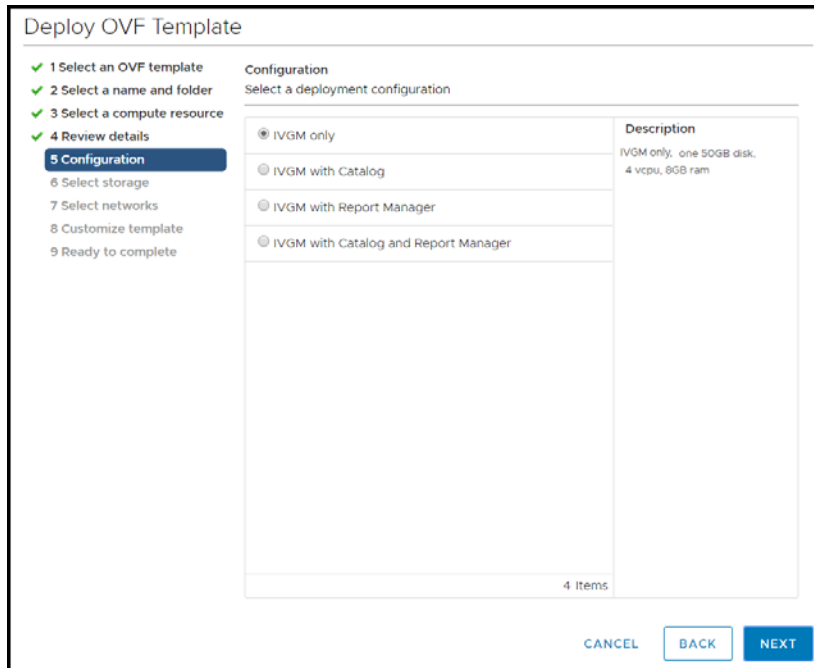 Deploy OVF Template
1 Select an OVF template
2 Select a name and folder
3 Select a compute resource
4 Review details
5 Configuration
6 Select storage
7 Select networks
8 Customize template
9 Ready to complete
Configuration
Select a deployment configuration
IVGM only
IVGM with Catalog
IVGM with Report Manager
IVGM with Catalog and Report Manager
4 Items
Description
IVGM only, one 50GB disk,
4 vcpu, 8GB ram
CANCEL BACK NEXT